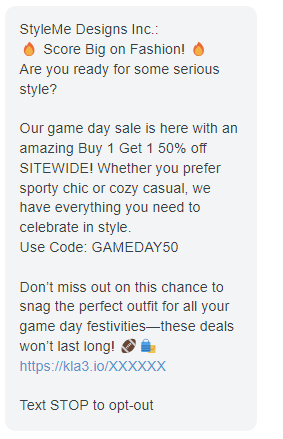 StyleMe Designs Inc.:
🔥 Score Big on Fashion! 🔥
Are you ready for some serious
style?
Our game day sale is here with an
amazing Buy 1 Get 1 50% off
SITEWIDE! Whether you prefer
sporty chic or cozy casual, we
have everything you need to
celebrate in style.
Use Code: GAMEDAY50
Don’t miss out on this chance to
snag the perfect outfit for all your
game day festivities—these deals
won’t last long! 🏈🛍️
https://kla3.io/XXXXXX
Text STOP to opt-out